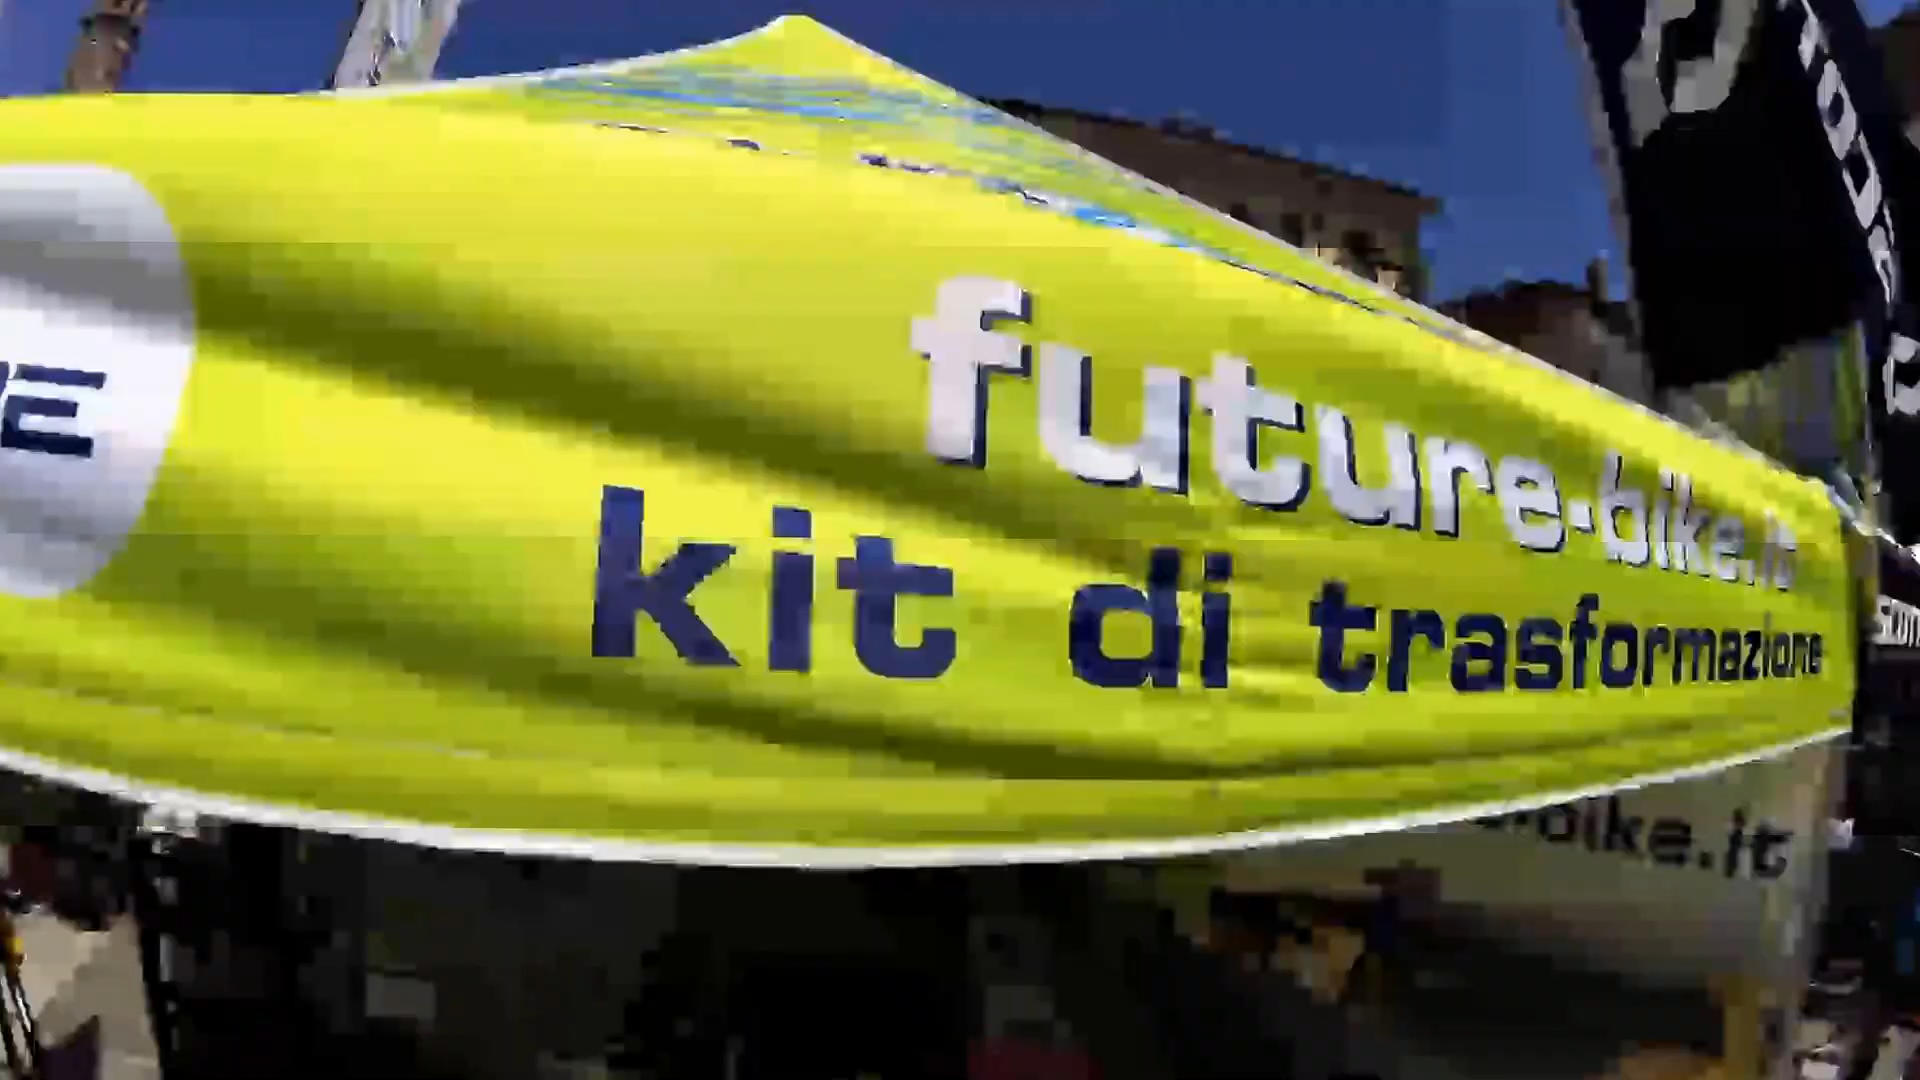 future-bike.it
kit di trasformazione
-bike.it